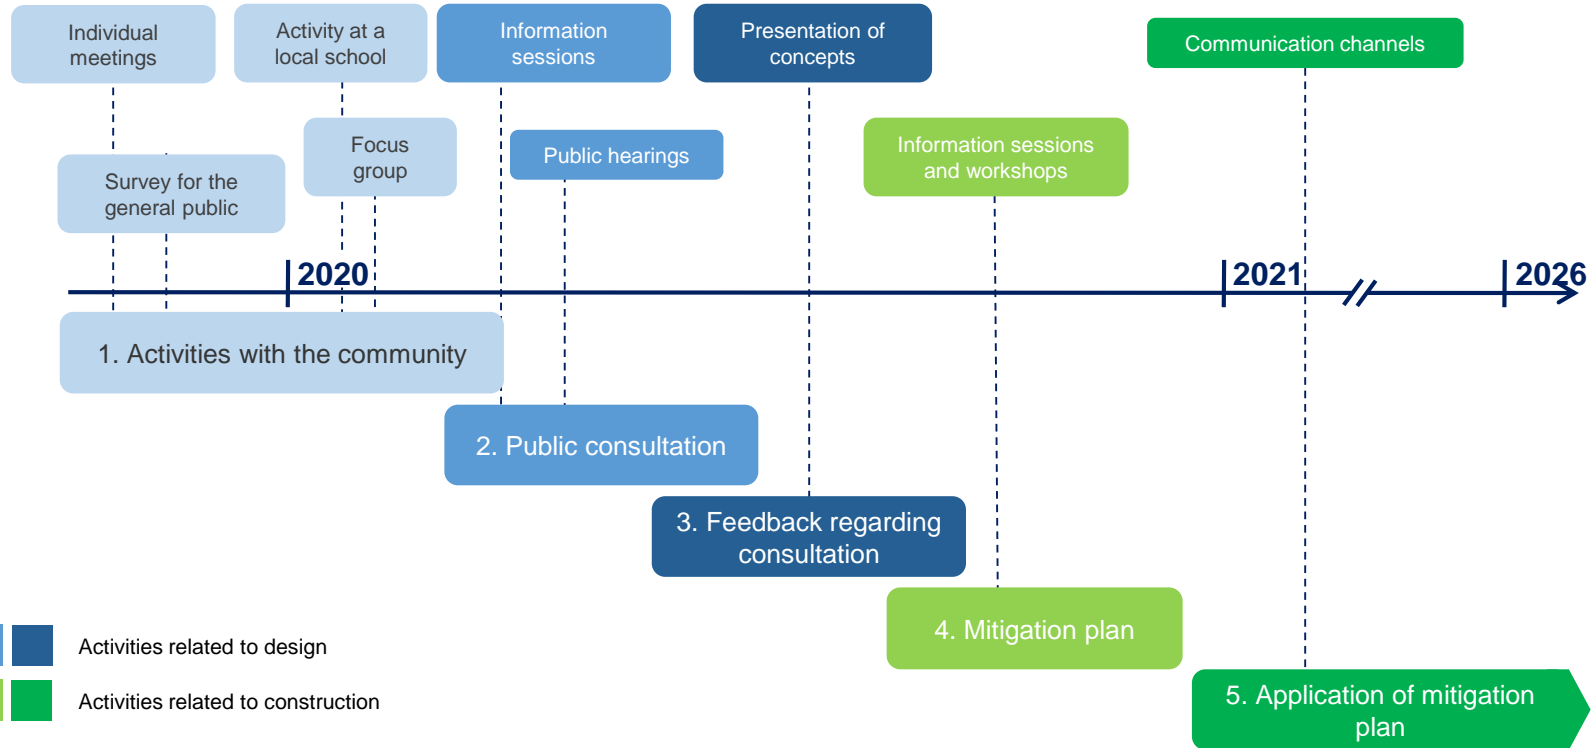 Individual
meetings
Activity at a
local school
Information
sessions
Presentation of
concepts
Communication channels
Survey for the
general public
Focus
group
Public hearings
Information sessions
and workshops
2020
2021
2026
1. Activities with the community
2. Public consultation
3. Feedback regarding
consultation
4. Mitigation plan
5. Application of mitigation
plan
Activities related to design
Activities related to construction